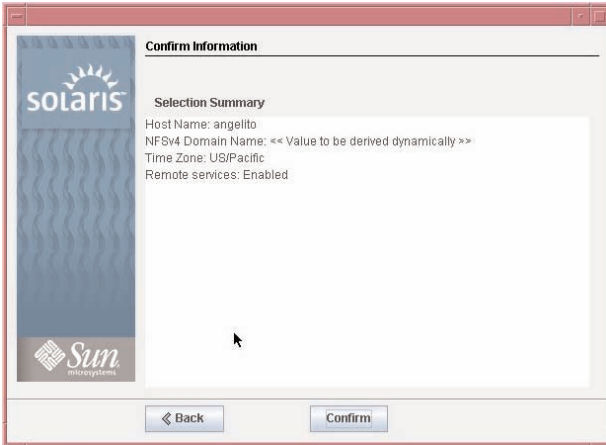 Confirm Information
solaris
Selection Summary
Host Name: angelito
NFSv4 Domain Name: << Value to be derived dynamically >>
Time Zone: US/Pacific
Remote services: Enabled
Sun
microsystems
Back
Confirm